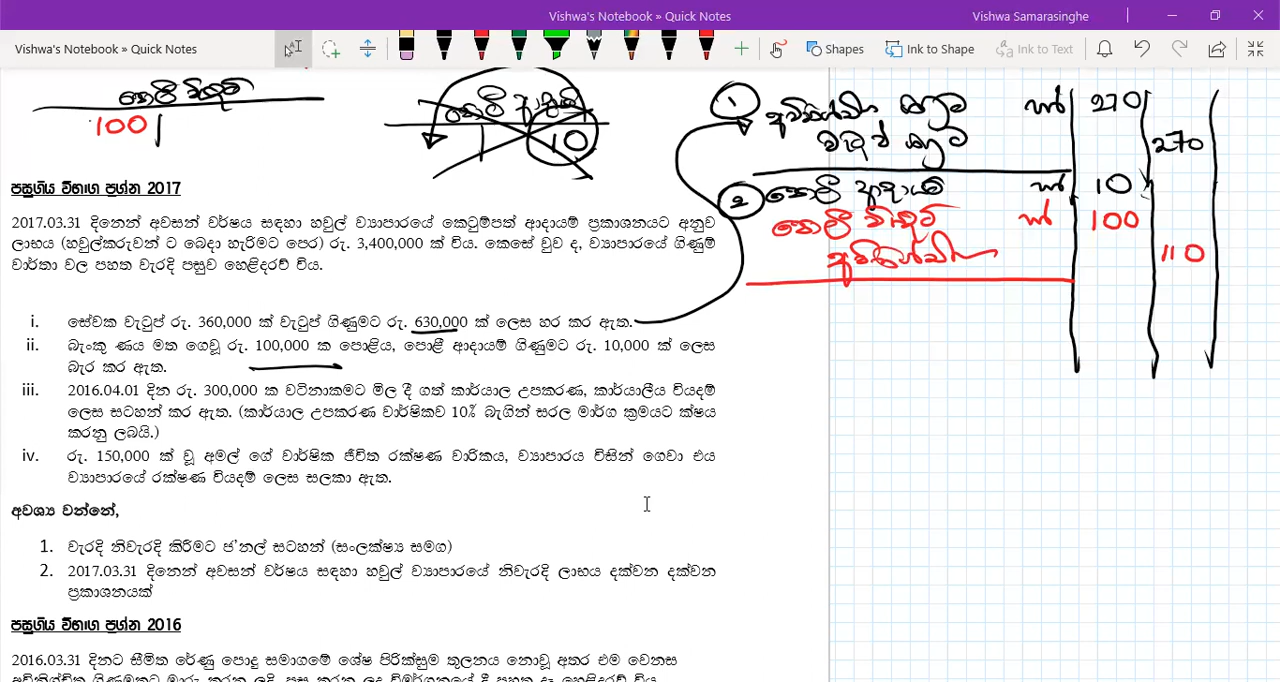 Vishwa's Notebook » Quick Notes
Vishwa Samarasinghe
Vishwa's Notebook » Quick Notes
Shapes
Ink to Shape
Ink to Text
පොලී වියදම්
100
පොලී ආදායම්
10
1 අවිනිශ්චිත ගිණුම හර 270
වැටුප් ගිණුම 270
2 පොලී ආදායම් හර 10
පොලී වියදම් හර 100
අවිනිශ්චිත 110
පසුගිය විභාග ප්‍රශ්න 2017
2017.03.31 දිනෙන් අවසන් වර්ෂය සඳහා හවුල් ව්‍යාපාරයේ කෙටුම්පත් ආදායම් ප්‍රකාශනයට අනුව
ලාභය (හවුල්කරුවන් ට බෙදා හැරිමට පෙර) රු. 3,400,000 ක් විය. කෙසේ වුව ද, ව්‍යාපාරයේ ගිණුම්
වාර්තා වල පහත වැරදි පසුව හෙළිදරව් විය.
i. සේවක වැටුප් රු. 360,000 ක් වැටුප් ගිණුමට රු. 630,000 ක් ලෙස හර කර ඇත.
ii. බැංකු ණය මත ගෙවූ රු. 100,000 ක පොළිය, පොළී ආදායම් ගිණුමට රු. 10,000 ක් ලෙස
බැර කර ඇත.
iii. 2016.04.01 දින රු. 300,000 ක වටිනාකමට මිල දී ගත් කාර්යාල උපකරණ, කාර්යාලීය වියදම්
ලෙස සටහන් කර ඇත. (කාර්යාල උපකරණ වාර්ෂිකව 10% බැගින් සරල මාර්ග ක්‍රමයට ක්ෂය
කරනු ලබයි.)
iv. රු. 150,000 ක් වූ අමල් ගේ වාර්ෂික ජීවිත රක්ෂණ වාරිකය, ව්‍යාපාරය විසින් ගෙවා එය
ව්‍යාපාරයේ රක්ෂණ වියදම් ලෙස සලකා ඇත.
අවශ්‍ය වන්නේ,
1. වැරදි නිවැරදි කිරීමට ජ'නල් සටහන් (සංලක්ෂ්‍ය සමග)
2. 2017.03.31 දිනෙන් අවසන් වර්ෂය සඳහා හවුල් ව්‍යාපාරයේ නිවැරදි ලාභය දක්වන දක්වන
ප්‍රකාශනයක්
පසුගිය විභාග ප්‍රශ්න 2016
2016.03.31 දිනට සීමිත රේණු පොදු සමාගමේ ශේෂ පිරික්සුම තුලනය නොවූ අතර එම වෙනස